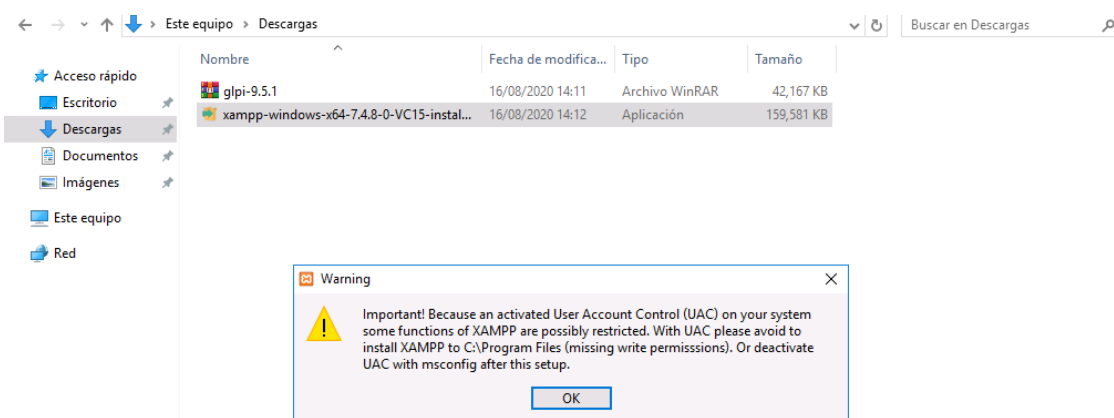 Este equipo > Descargas
Buscar en Descargas
Nombre Fecha de modifica... Tipo Tamaño
Acceso rápido
glpi-9.5.1 16/08/2020 14:11 Archivo WinRAR 42,167 KB
Escritorio
xampp-windows-x64-7.4.8-0-VC15-instal... 16/08/2020 14:12 Aplicación 159,581 KB
Descargas
Documentos
Imágenes
Este equipo
Red
Warning
Important! Because an activated User Account Control (UAC) on your system
some functions of XAMPP are possibly restricted. With UAC please avoid to
install XAMPP to C:\Program Files (missing write permisssions). Or deactivate
UAC with msconfig after this setup.
OK